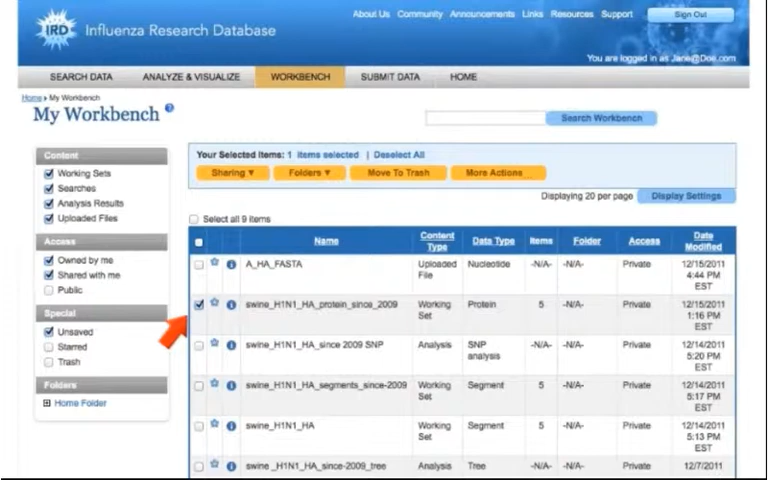 About Us Community Announcements Links Resources Support Sign Out
IRD Influenza Research Database
You are logged in as Jane@Doe.com
SEARCH DATA ANALYZE & VISUALIZE WORKBENCH SUBMIT DATA HOME
Home My Workbench
My Workbench
Search Workbench
Content
Working Sets
Searches
Analysis Results
Uploaded Files
Access
Owned by me
Shared with me
Public
Special
Unsaved
Starred
Trash
Folders
Home Folder
Your Selected Items: 1 items selected | Deselect All
Sharing ▼ Folders ▼ Move To Trash More Actions
Displaying 20 per page Display Settings
Select all 9 items
Name Content Type Data Type Items Folder Access Date Modified
A_HA_FASTA Uploaded File Nucleotide -N/A- -N/A- Private 12/15/2011 4:44 PM EST
swine_H1N1_HA_protein_since_2009 Working Set Protein 5 -N/A- Private 12/15/2011 1:16 PM EST
swine_H1N1_HA_since 2009 SNP Analysis SNP analysis -N/A- -N/A- Private 12/14/2011 5:20 PM EST
swine_H1N1_HA_segments_since-2009 Working Set Segment 5 -N/A- Private 12/14/2011 5:17 PM EST
swine_H1N1_HA Working Set Segment 5 -N/A- Private 12/14/2011 5:13 PM EST
swine _H1N1_HA_since-2009_tree Analysis Tree -N/A- -N/A- Private 12/7/2011